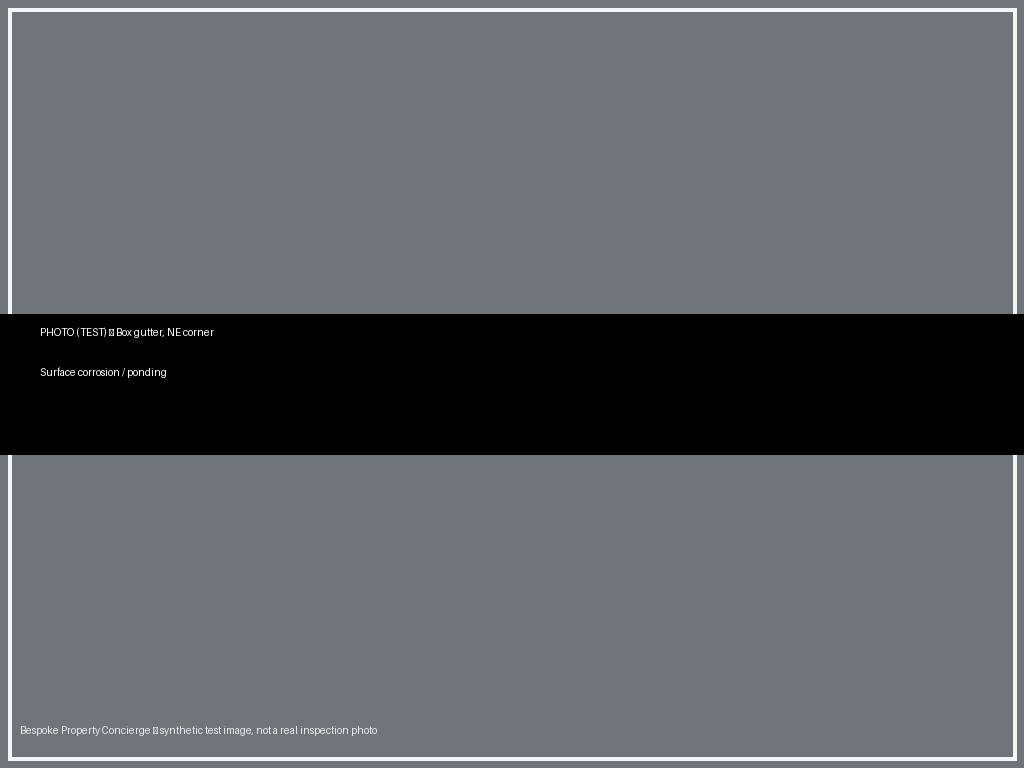 PHOTO (TEST) □ Box gutter, NE corner
Surface corrosion / ponding
Bespoke Property Concierge □ synthetic test image, not a real inspection photo